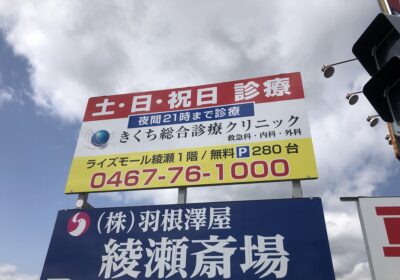 土・日・祝日 診療
夜間21時まで診療
きくち総合診療クリニック
救急科・内科・外科
ライズモール綾瀬1階/無料P280台
0467-76-1000
(株)羽根澤屋
綾瀬斎場